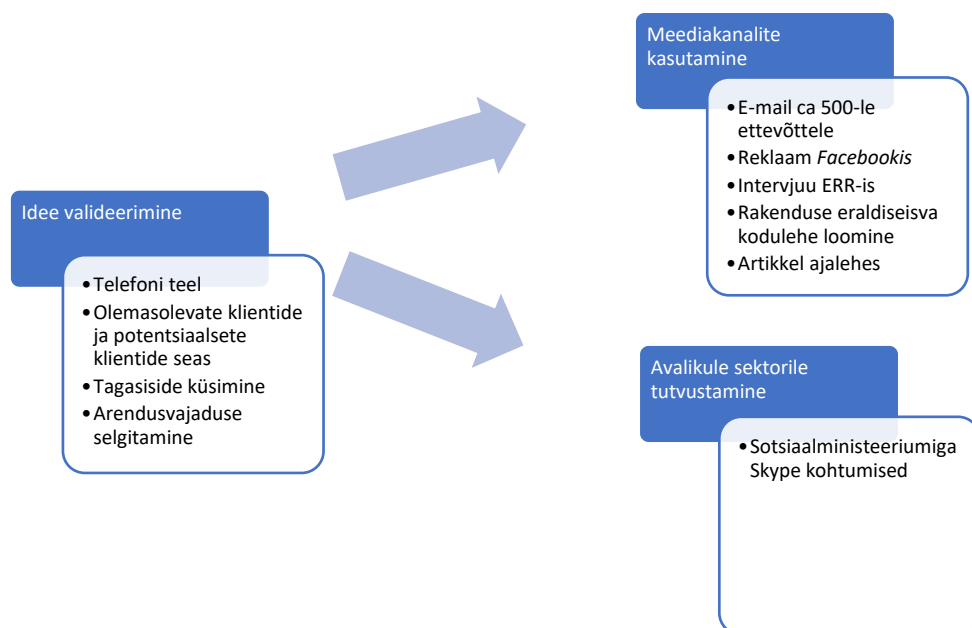 Idee valideerimine
• Telefoni teel
• Olemasolevate klientide
ja potentsiaalsete
klientide seas
• Tagasiside küsimine
• Arendusvajaduse
selgitamine
Meediakanalite
kasutamine
• E-mail ca 500-le
ettevõttele
• Reklaam Facebookis
• Intervjuu ERR-is
• Rakenduse eraldiseisva
kodulehe loomine
• Artikkel ajalehes
Avalikule sektorile
tutvustamine
• Sotsiaalministeeriumiga
Skype kohtumised